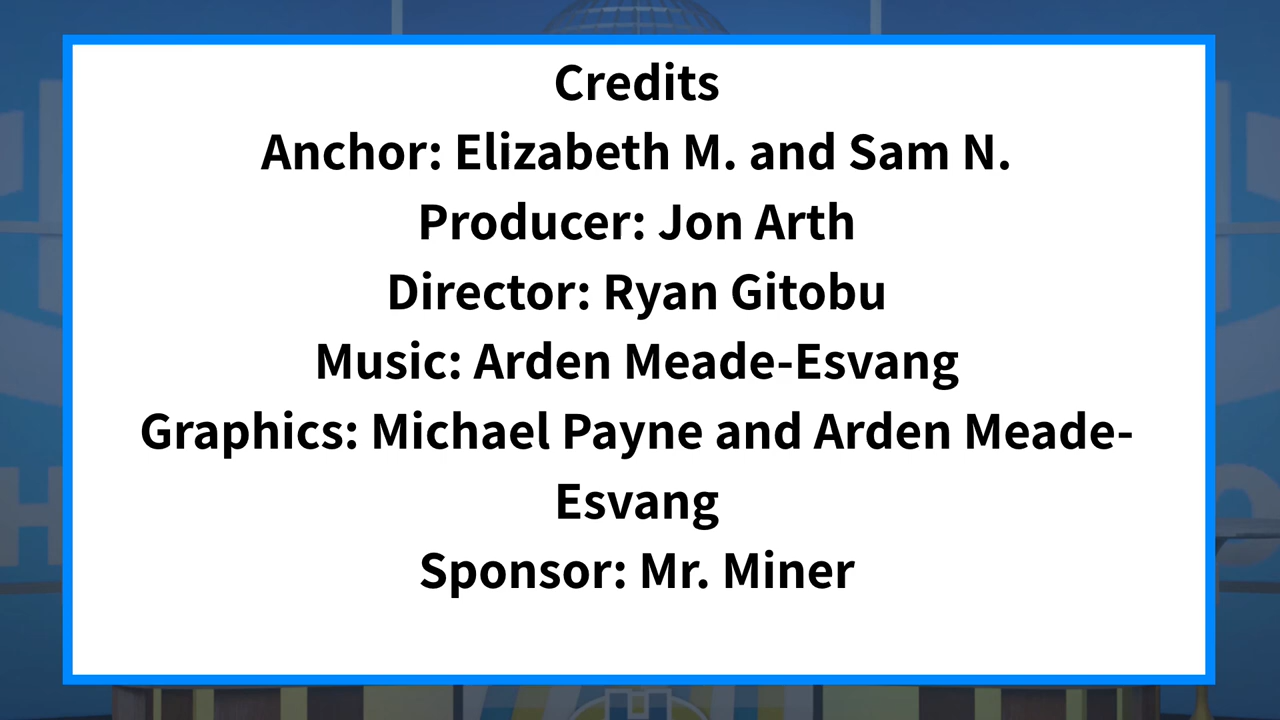 Credits
Anchor: Elizabeth M. and Sam N.
Producer: Jon Arth
Director: Ryan Gitobu
Music: Arden Meade-Esvang
Graphics: Michael Payne and Arden Meade-
Esvang
Sponsor: Mr. Miner